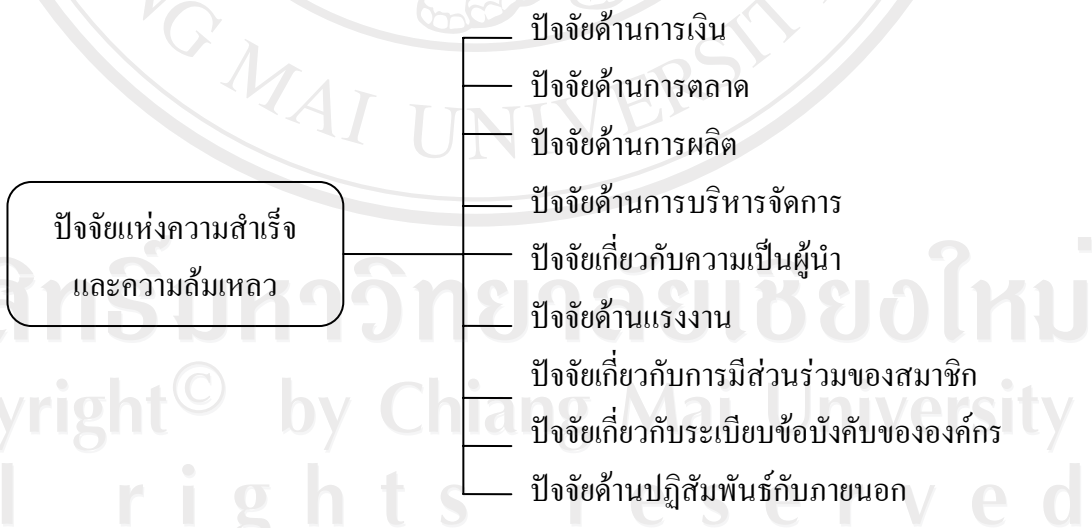 ปัจจัยด้านการเงิน
ปัจจัยด้านการตลาด
ปัจจัยด้านการผลิต
ปัจจัยด้านการบริหารจัดการ
ปัจจัยแห่งความสำเร็จ
และความล้มเหลว
ปัจจัยเกี่ยวกับความเป็นผู้นำ
ปัจจัยด้านแรงงาน
ปัจจัยเกี่ยวกับการมีส่วนร่วมของสมาชิก
ปัจจัยเกี่ยวกับระเบียบข้อบังคับขององค์กร
ปัจจัยด้านปฏิสัมพันธ์กับภายนอก
G MAI UNIVERSIT
สิทธิ์มหาวิทยาลัยเชียงใหม่
yright© by Chiang Mai University
l rights reserved